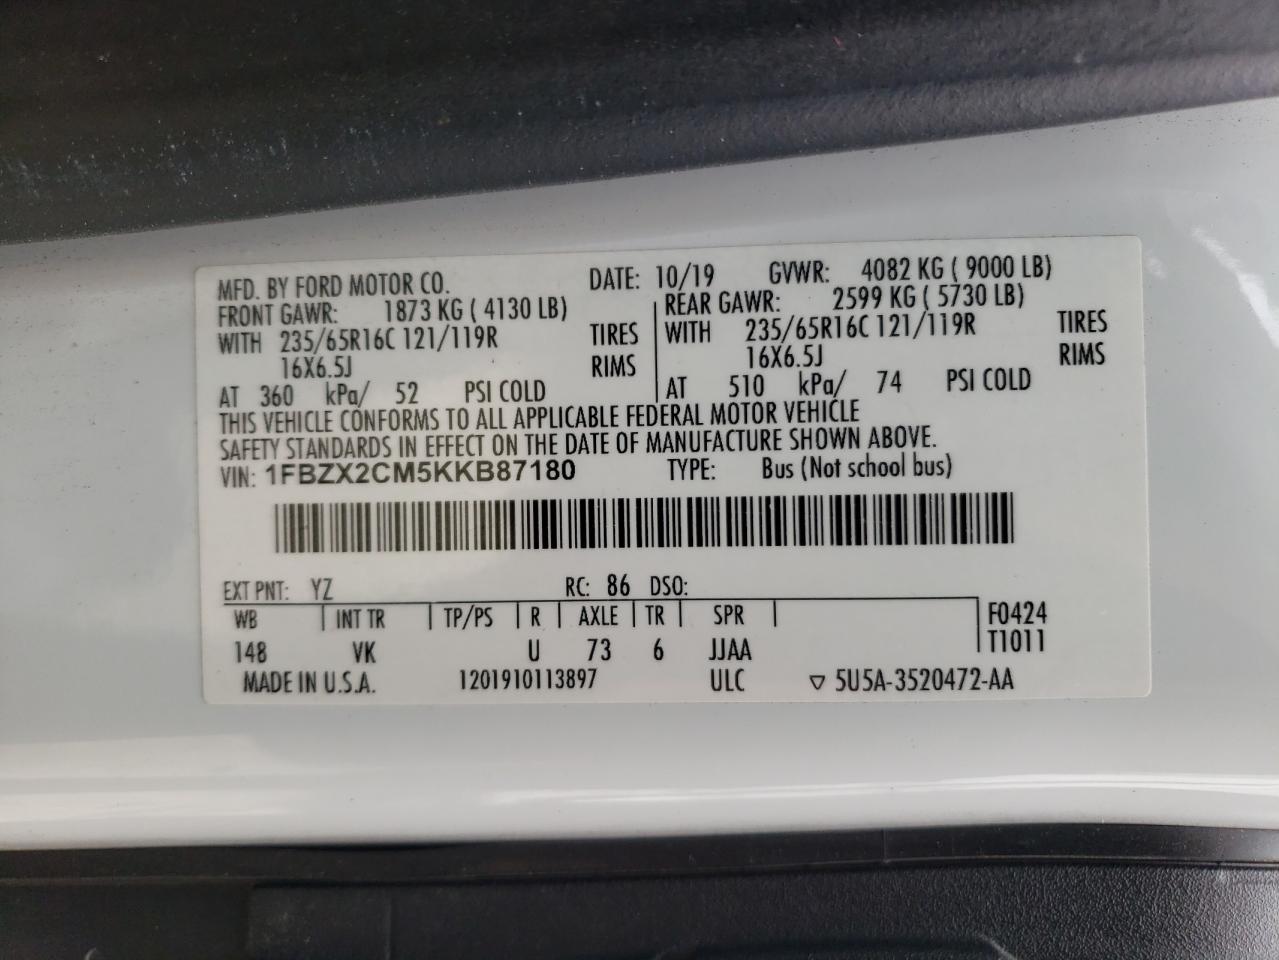 MFD. BY FORD MOTOR CO. DATE: 10/19 GVWR: 4082 KG ( 9000 LB)
FRONT GAWR: 1873 KG ( 4130 LB) REAR GAWR: 2599 KG ( 5730 LB)
WITH 235/65R16C 121/119R TIRES WITH 235/65R16C 121/119R TIRES
16X6.5J RIMS 16X6.5J RIMS
AT 360 kPa/ 52 PSI COLD AT 510 kPa/ 74 PSI COLD
THIS VEHICLE CONFORMS TO ALL APPLICABLE FEDERAL MOTOR VEHICLE
SAFETY STANDARDS IN EFFECT ON THE DATE OF MANUFACTURE SHOWN ABOVE.
VIN: 1FBZX2CM5KKB87180 TYPE: Bus (Not school bus)
EXT PNT: YZ RC: 86 DSO:
WB INT TR TP/PS R AXLE TR SPR F0424
148 VK U 73 6 JJAA T1011
MADE IN U.S.A. 1201910113897 ULC ▽ 5U5A-3520472-AA